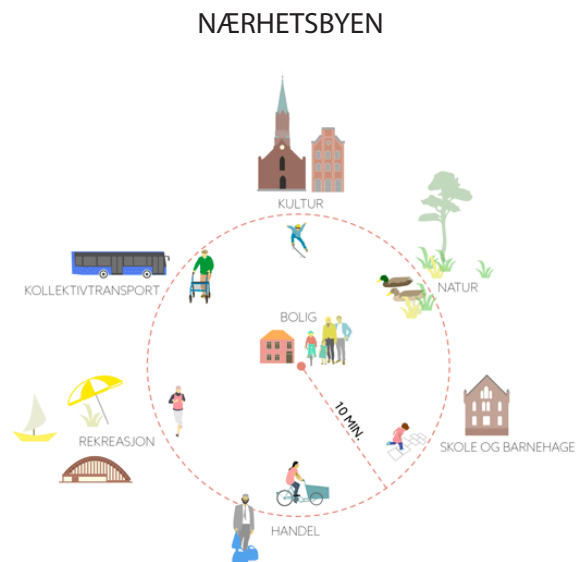 NÆRHETSBYEN
KULTUR
KOLLEKTIVTRANSPORT
NATUR
BOLIG
10 MIN.
REKREASJON
SKOLE OG BARNEHAGE
HANDEL